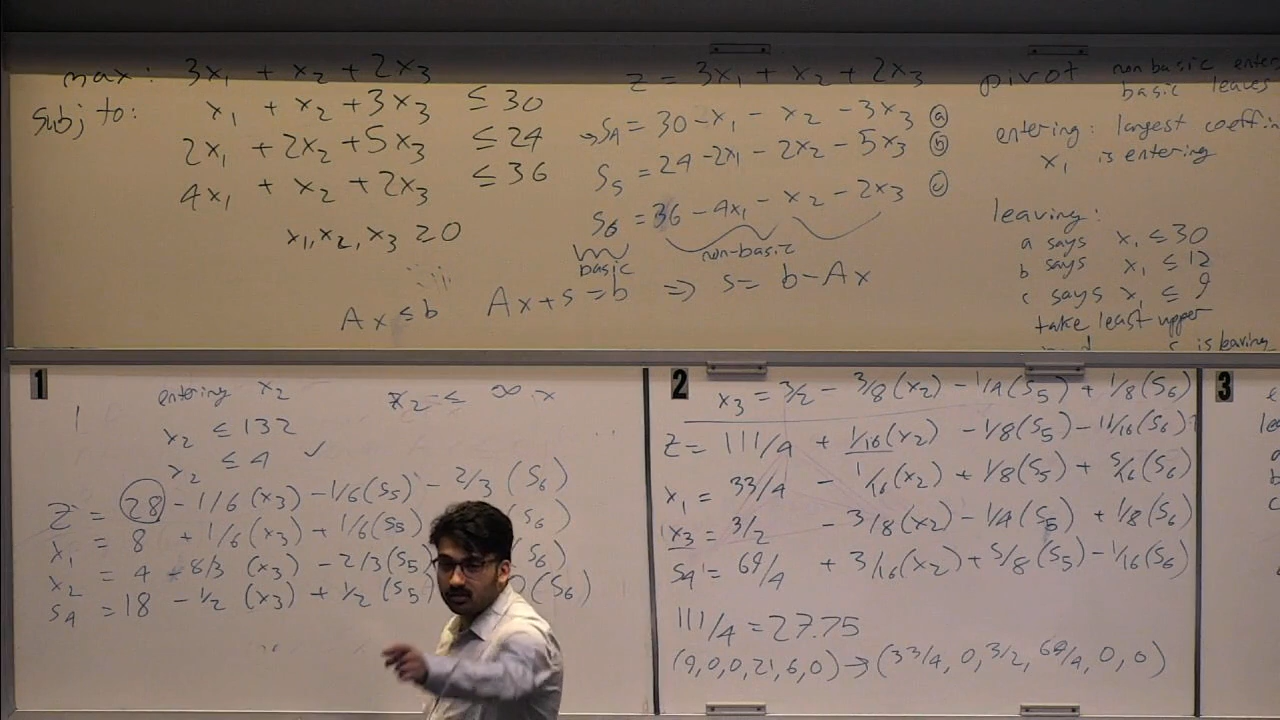 max: 3x₁ + x₂ + 2x₃
subj to: x₁ + x₂ + 3x₃ ≤ 30
2x₁ + 2x₂ + 5x₃ ≤ 24
4x₁ + x₂ + 2x₃ ≤ 36
x₁, x₂, x₃ ≥ 0
Ax ≤ b Ax + s = b ⇒ s = b - Ax
z = 3x₁ + x₂ + 2x₃
→ S₄ = 30 - x₁ - x₂ - 3x₃ ⓐ
S₅ = 24 - 2x₁ - 2x₂ - 5x₃ ⓑ
S₆ = 36 - 4x₁ - x₂ - 2x₃ ⓒ
basic non-basic
pivot non basic
basic leaves
entering: largest
x₁ is entering
leaving:
a says x₁ ≤ 30
b says x₁ ≤ 12
c says x₁ ≤ 9
take least upper
is leaving
1
entering x₂
x₂ ≤ ∞ x
x₂ ≤ 132
x₂ ≤ 4 ✓
Z = 28 - 1/6 (x₃) - 1/6 (S₅) - 2/3 (S₆)
x₁ = 8 + 1/6 (x₃) + 1/6 (S₅) (S₆)
x₂ = 4 - 8/3 (x₃) - 2/3 (S₅) (S₆)
S₄ = 18 - 1/2 (x₃) + 1/2 (S₅) 0 (S₆)
2
x₃ = 3/2 - 3/8 (x₂) - 1/4 (S₅) + 1/8 (S₆)
Z = 111/4 + 1/16 (x₂) - 1/8 (S₅) - 11/16 (S₆)
x₁ = 33/4 - 1/16 (x₂) + 1/8 (S₅) + 5/16 (S₆)
x₃ = 3/2 - 3/8 (x₂) - 1/4 (S₅) + 1/8 (S₆)
S₄ = 69/4 + 3/16 (x₂) + 5/8 (S₅) - 1/16 (S₆)
111/4 = 27.75
(9,0,0,21,6,0) → (33/4, 0, 3/2, 69/4, 0, 0)
3